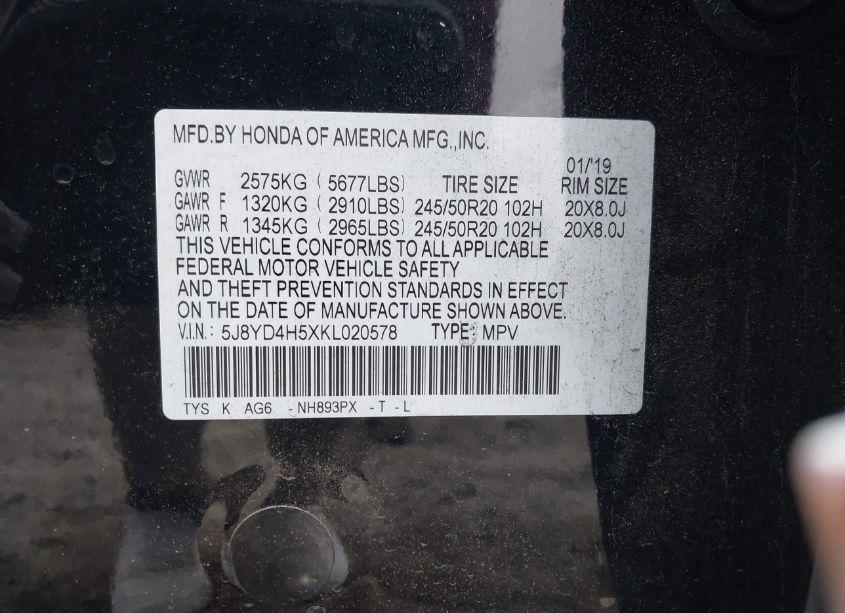 MFD.BY HONDA OF AMERICA MFG.,INC.
01/'19
GVWR 2575KG ( 5677LBS) TIRE SIZE RIM SIZE
GAWR F 1320KG ( 2910LBS) 245/50R20 102H 20X8.0J
GAWR R 1345KG ( 2965LBS) 245/50R20 102H 20X8.0J
THIS VEHICLE CONFORMS TO ALL APPLICABLE
FEDERAL MOTOR VEHICLE SAFETY
AND THEFT PREVENTION STANDARDS IN EFFECT
ON THE DATE OF MANUFACTURE SHOWN ABOVE.
V.I.N.: 5J8YD4H5XKL020578 TYPE: MPV
TYS K AG6 -NH893PX -T -L